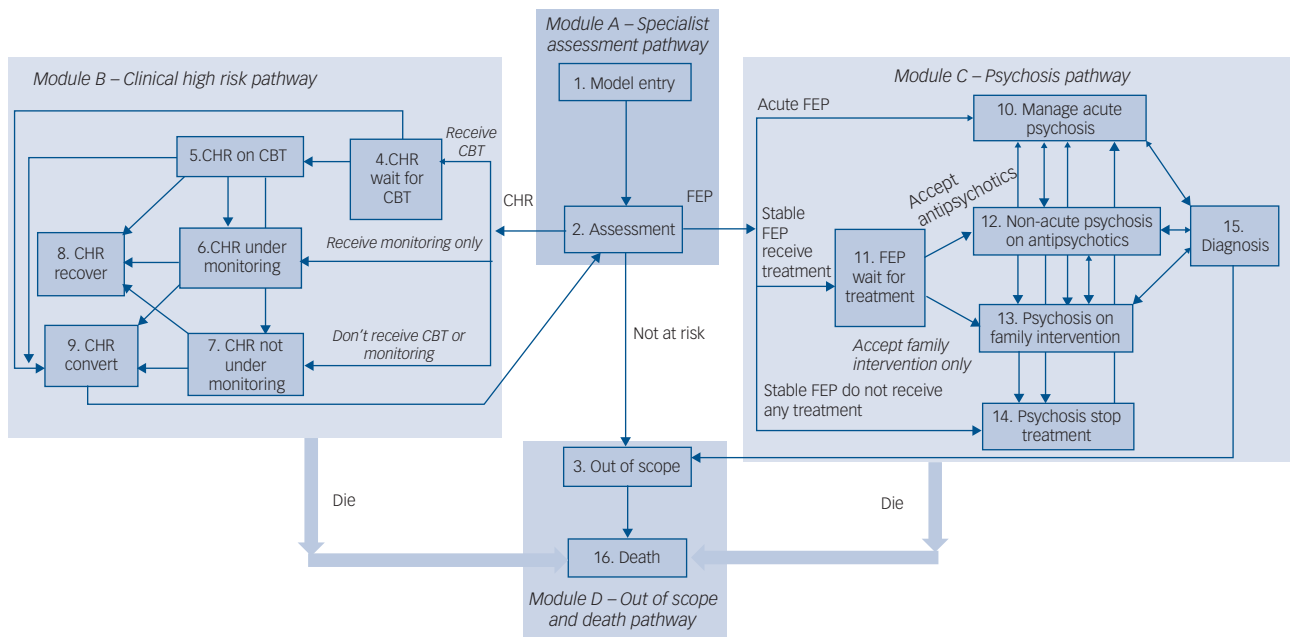 Module A – Specialist
assessment pathway
1. Model entry
2. Assessment
CHR
FEP
Not at risk
Module B – Clinical high risk pathway
Receive
CBT
4.CHR
wait for
CBT
5.CHR on CBT
6.CHR under
monitoring
Receive monitoring only
8. CHR
recover
9. CHR
convert
7. CHR not
under
monitoring
Don't receive CBT or
monitoring
Die
Module C – Psychosis pathway
Acute FEP
10. Manage acute
psychosis
Accept
antipsychotics
Stable
FEP
receive
treatment
11. FEP
wait for
treatment
12. Non-acute psychosis
on antipsychotics
15.
Diagnosis
13. Psychosis on
family intervention
Accept family
intervention only
Stable FEP do not receive
any treatment
14. Psychosis stop
treatment
Die
3. Out of scope
16. Death
Module D – Out of scope
and death pathway